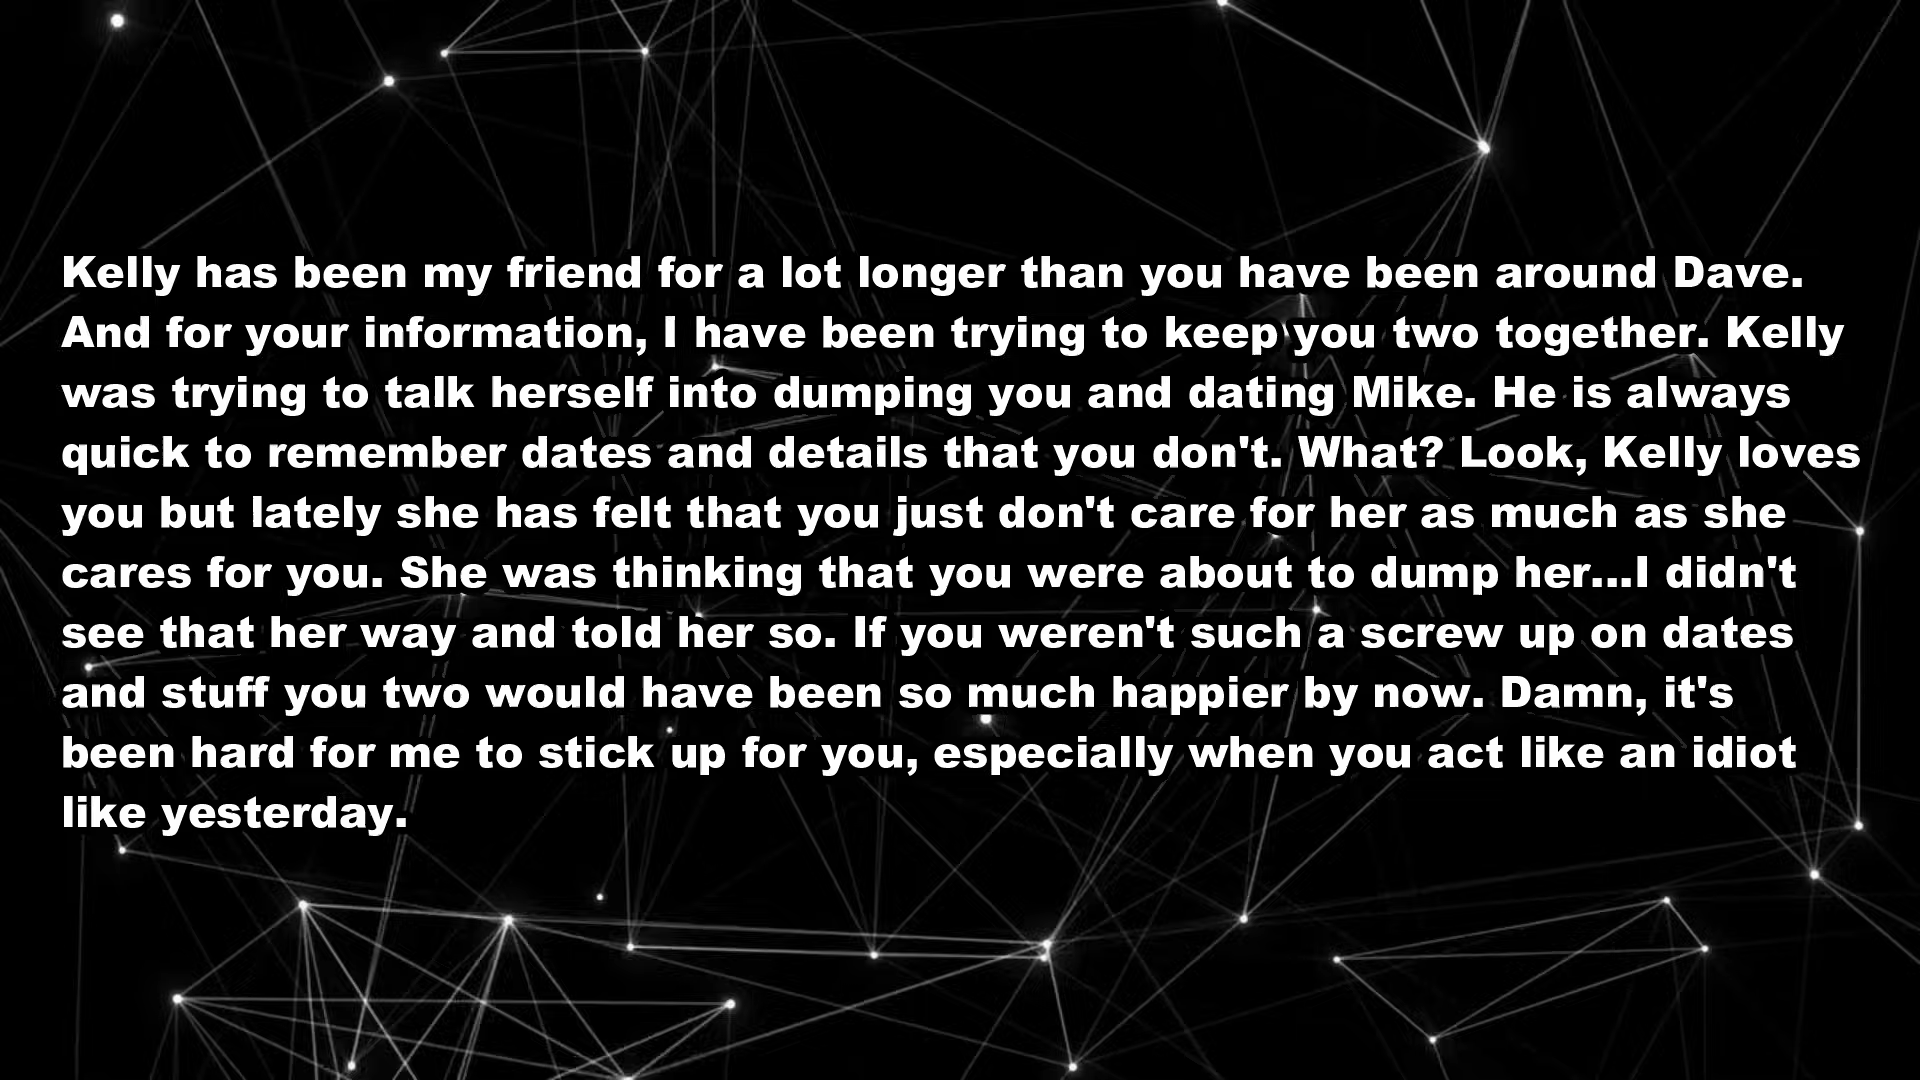 Kelly has been my friend for a lot longer than you have been around Dave.
And for your information, I have been trying to keep you two together. Kelly
was trying to talk herself into dumping you and dating Mike. He is always
quick to remember dates and details that you don't. What? Look, Kelly loves
you but lately she has felt that you just don't care for her as much as she
cares for you. She was thinking that you were about to dump her...I didn't
see that her way and told her so. If you weren't such a screw up on dates
and stuff you two would have been so much happier by now. Damn, it's
been hard for me to stick up for you, especially when you act like an idiot
like yesterday.